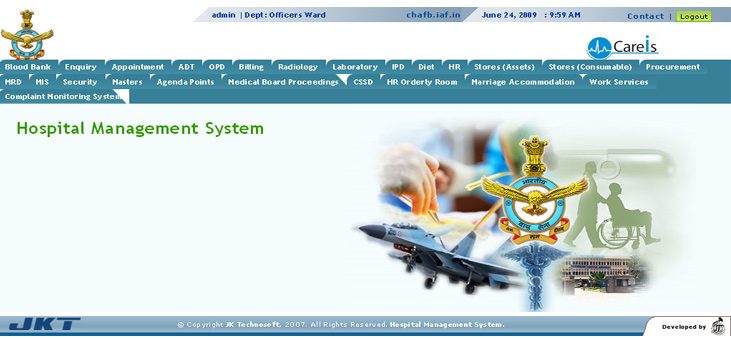 admin | Dept: Officers Ward chafb.iaf.in June 24, 2009 : 9:59 AM Contact | Logout
CareIs
Blood Bank Enquiry Appointment ADT OPD Billing Radiology Laboratory IPD Diet HR Stores (Assets) Stores (Consumable) Procurement
MRD MIS Security Masters Agenda Points Medical Board Proceedings CSSD HR Orderly Room Marriage Accommodation Work Services
Complaint Monitoring System
Hospital Management System
JKT © Copyright JK Technosoft, 2007. All Rights Reserved. Hospital Management System. Developed by